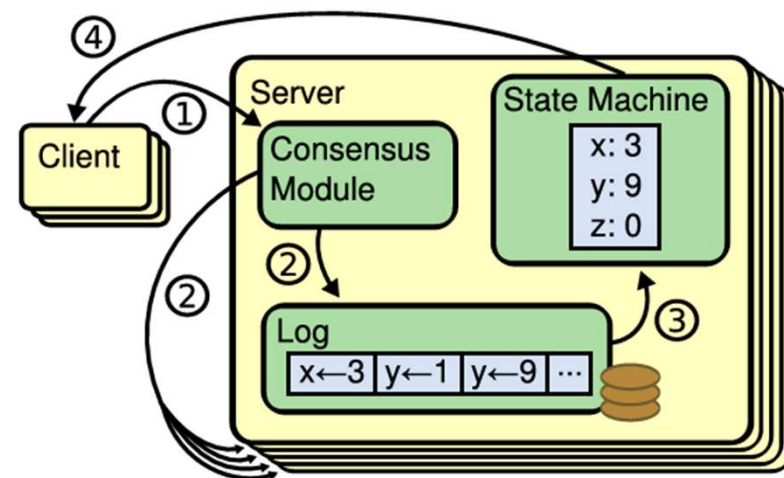 ④
①
Server
State Machine
Client
Consensus
Module
x: 3
y: 9
z: 0
②
②
③
Log
x←3 y←1 y←9 ...